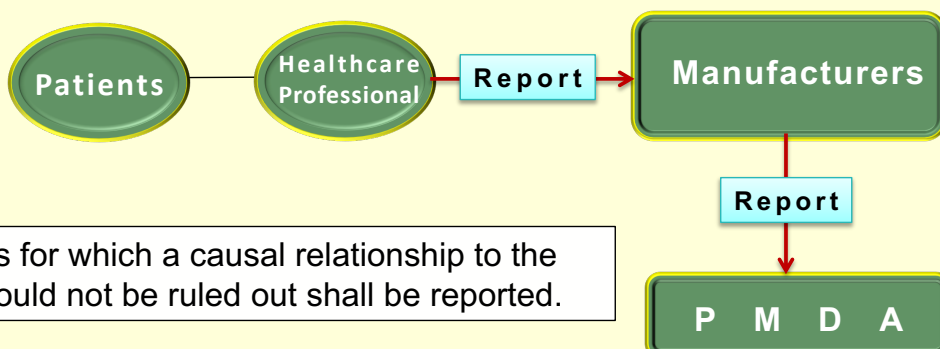 Patients
Healthcare
Professional
Report
Manufacturers
Report
s for which a causal relationship to the
ould not be ruled out shall be reported.
P M D A